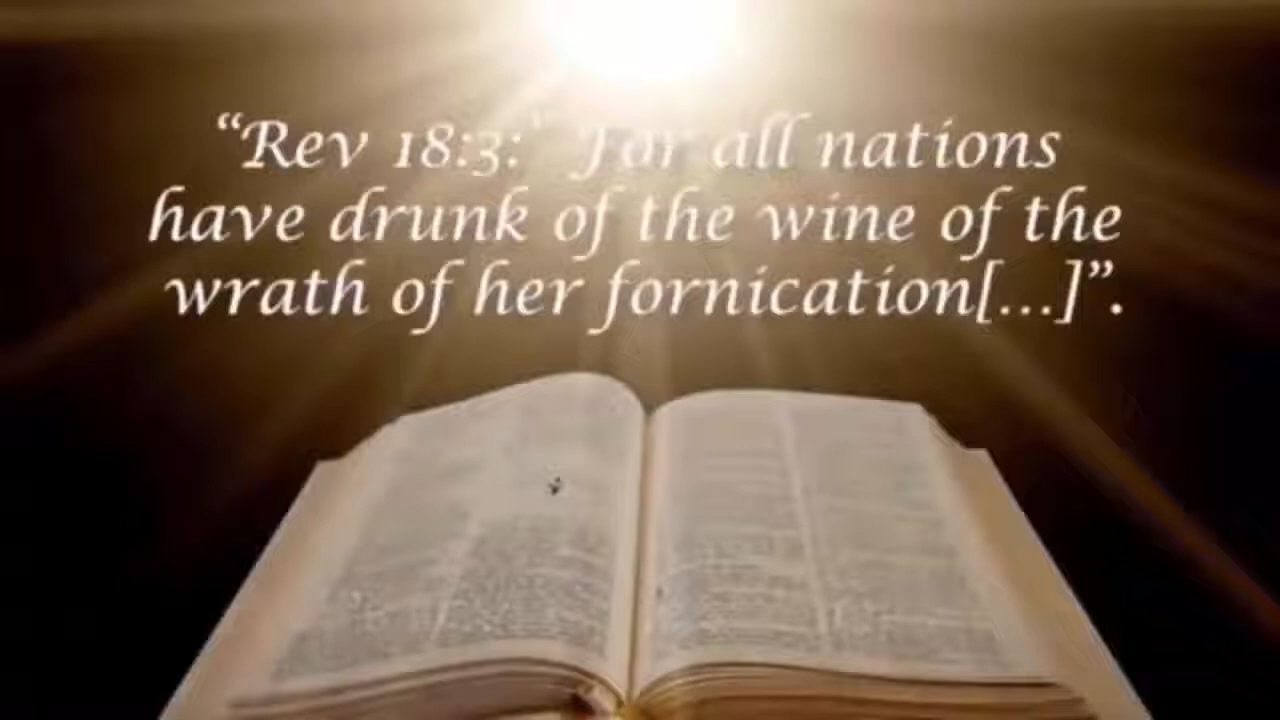 “Rev 18:3:' 'For all nations
have drunk of the wine of the
wrath of her fornication[...]”.